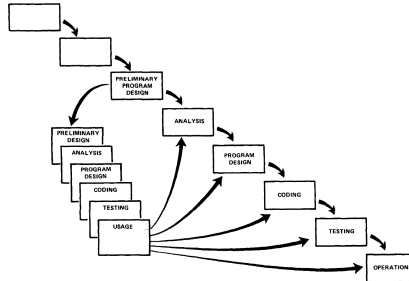 PRELIMINARY
PROGRAM
DESIGN
ANALYSIS
PROGRAM
DESIGN
CODING
TESTING
OPERATION
PRELIMINARY
DESIGN
ANALYSIS
PROGRAM
DESIGN
CODING
TESTING
USAGE